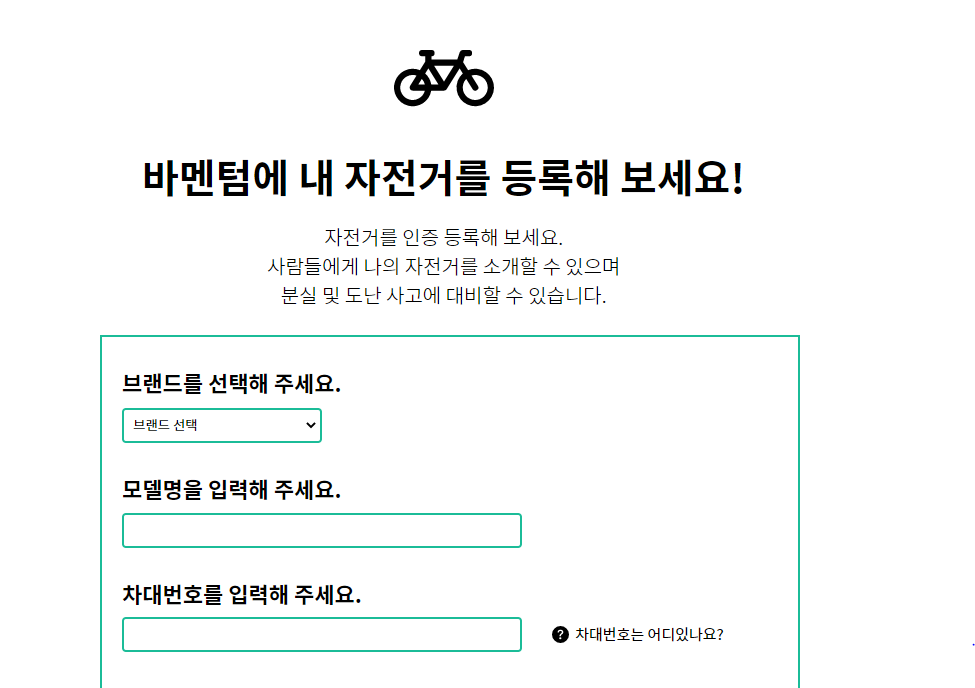 바멘텀에 내 자전거를 등록해 보세요!
자전거를 인증 등록해 보세요.
사람들에게 나의 자전거를 소개할 수 있으며
분실 및 도난 사고에 대비할 수 있습니다.
브랜드를 선택해 주세요.
브랜드 선택
모델명을 입력해 주세요.
차대번호를 입력해 주세요.
? 차대번호는 어디있나요?